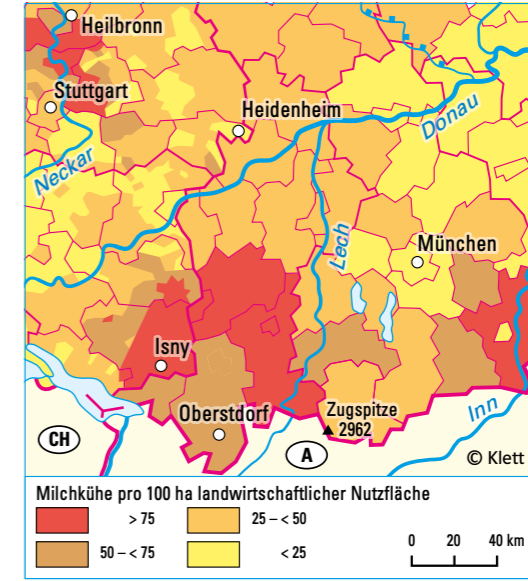 Heilbronn
Stuttgart
Heidenheim
Donau
Neckar
Lech
München
Isny
Oberstdorf
Zugspitze
2962
Inn
CH
A
© Klett
Milchkühe pro 100 ha landwirtschaftlicher Nutzfläche
> 75
25 – < 50
50 – < 75
< 25
0 20 40 km